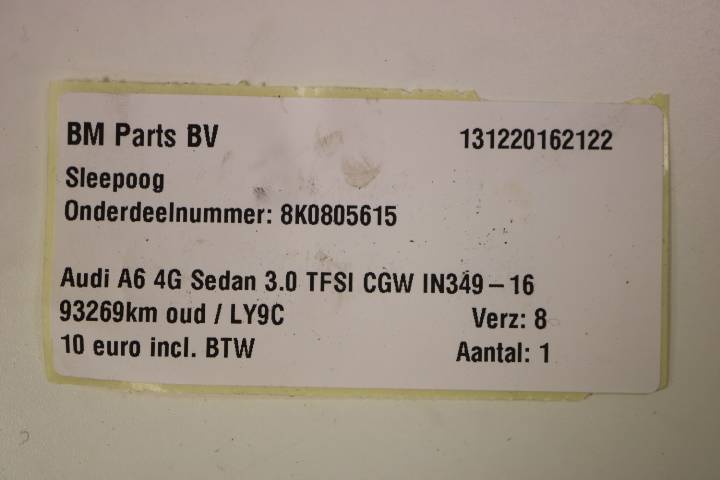 BM Parts BV 131220162122
Sleepoog
Onderdeelnummer: 8K0805615
Audi A6 4G Sedan 3.0 TFSI CGW IN349-16
93269km oud / LY9C Verz: 8
10 euro incl. BTW Aantal: 1